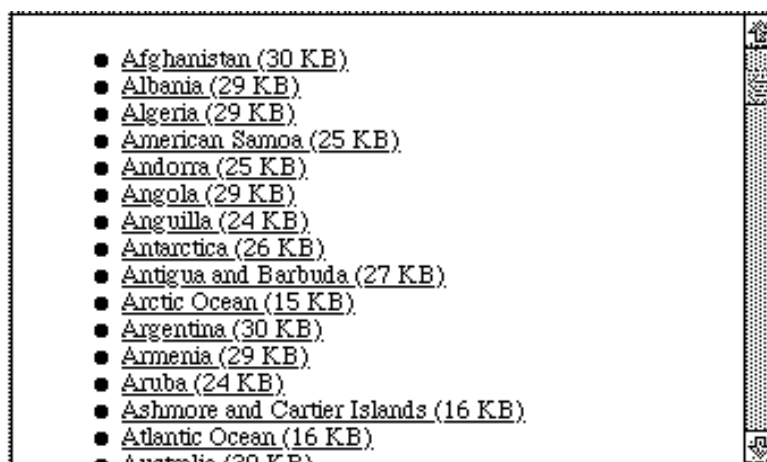 Afghanistan (30 KB)
Albania (29 KB)
Algeria (29 KB)
American Samoa (25 KB)
Andorra (25 KB)
Angola (29 KB)
Anguilla (24 KB)
Antarctica (26 KB)
Antigua and Barbuda (27 KB)
Arctic Ocean (15 KB)
Argentina (30 KB)
Armenia (29 KB)
Aruba (24 KB)
Ashmore and Cartier Islands (16 KB)
Atlantic Ocean (16 KB)
Australia